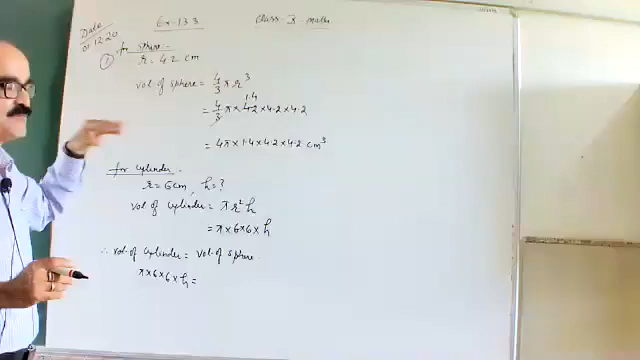 Date
01.12.20
Ex-13.3
Class-X-maths
① for sphere.
r = 4.2 cm
vol. of sphere = 4/3 π r³
= 4/3 π × 4.2 1.4 × 4.2 × 4.2
= 4π × 1.4 × 4.2 × 4.2 cm³
for cylinder.
r = 6cm, h = ?
vol. of cylinder = π r² h
= π × 6 × 6 × h
∴ vol. of cylinder = vol. of sphere.
π × 6 × 6 × h =